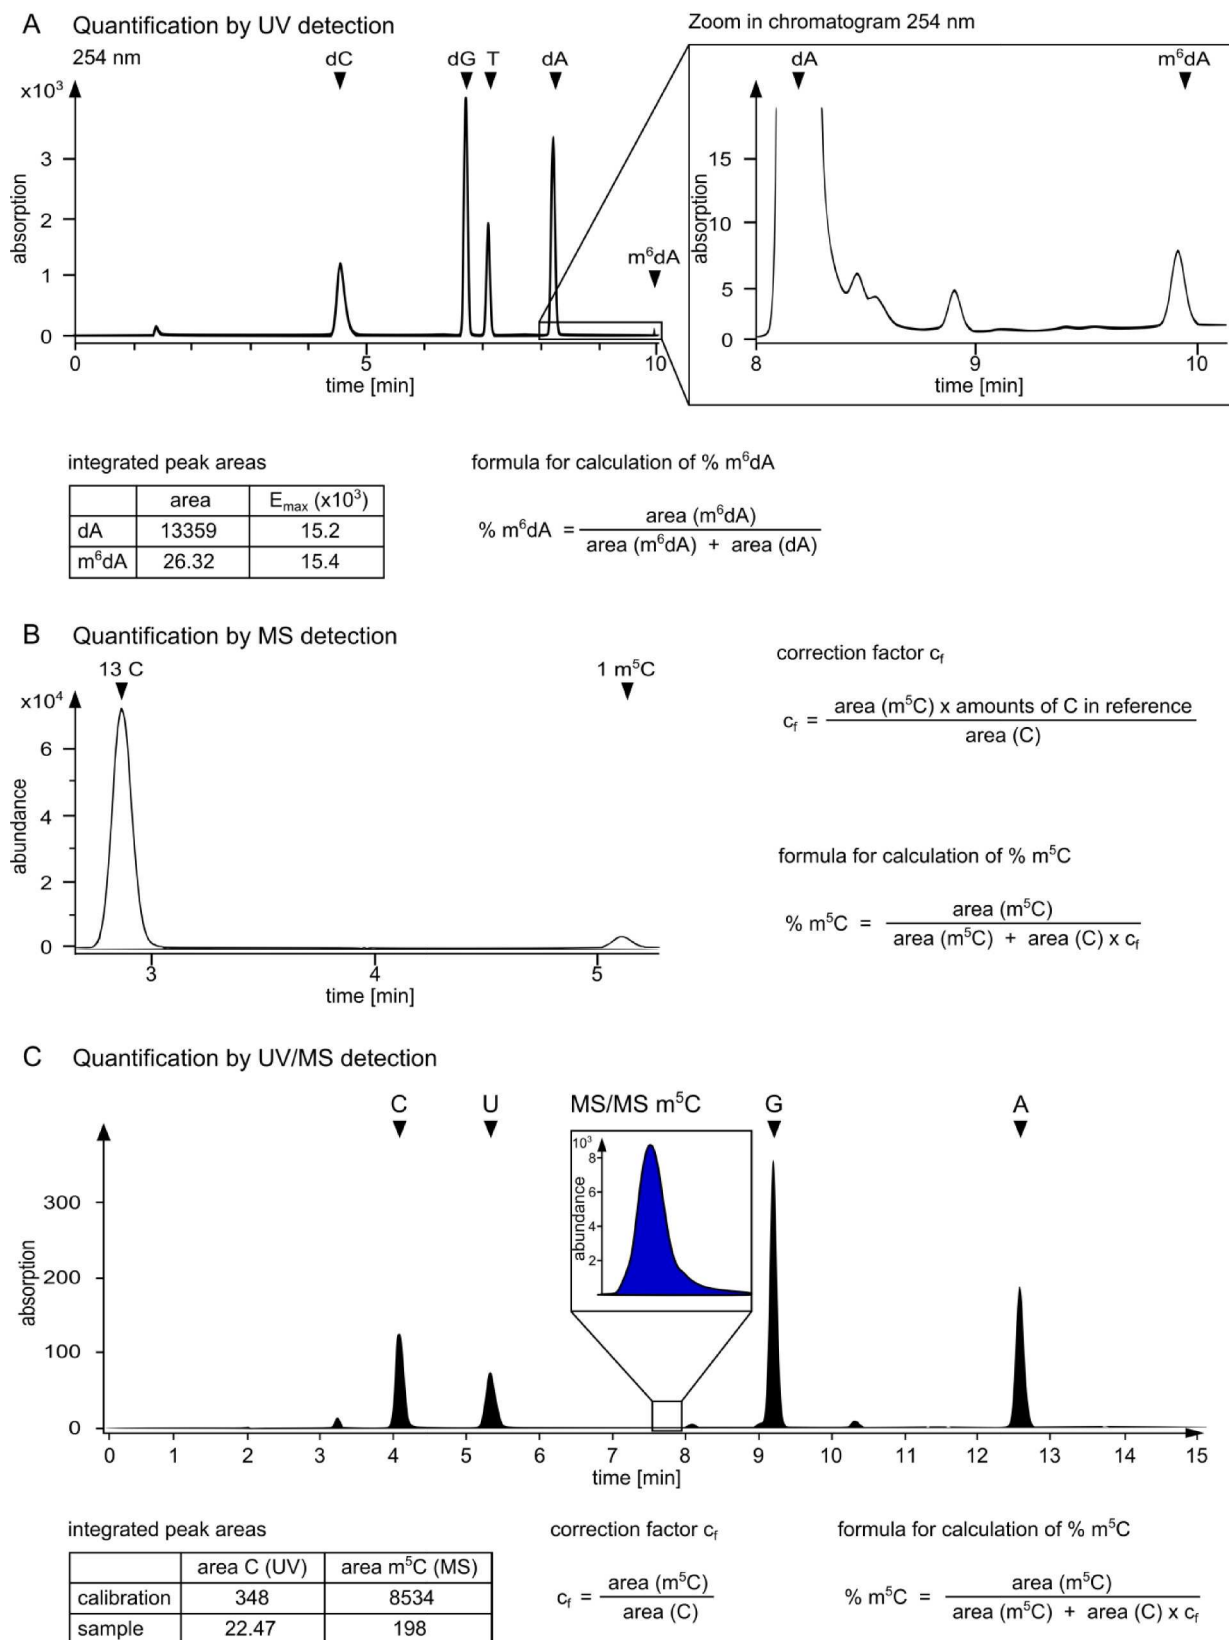 A Quantification by UV detection
Zoom in chromatogram 254 nm
254 nm
dC
dG T
dA
dA
m⁶dA
x10³
3
2
1
0
absorption
m⁶dA
0
5
10
time [min]
15
10
5
0
absorption
8
9
10
time [min]
integrated peak areas
area Eₘₐₓ (x10³)
dA 13359 15.2
m⁶dA 26.32 15.4
formula for calculation of % m⁶dA
% m⁶dA =
area (m⁶dA)
area (m⁶dA) + area (dA)
B Quantification by MS detection
13 C
1 m⁵C
x10⁴
6
4
2
0
abundance
3
4
5
time [min]
correction factor c_f
c_f =
area (m⁵C) x amounts of C in reference
area (C)
formula for calculation of % m⁵C
% m⁵C =
area (m⁵C)
area (m⁵C) + area (C) x c_f
C Quantification by UV/MS detection
C
U
MS/MS m⁵C
G
A
10³
8
6
4
2
abundance
300
200
100
0
absorption
0 1 2 3 4 5 6 7 8 9 10 11 12 13 14 15
time [min]
integrated peak areas
area C (UV) area m⁵C (MS)
calibration 348 8534
sample 22.47 198
correction factor c_f
c_f =
area (m⁵C)
area (C)
formula for calculation of % m⁵C
% m⁵C =
area (m⁵C)
area (m⁵C) + area (C) x c_f